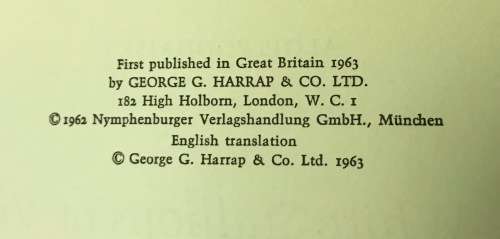 First published in Great Britain 1963
by GEORGE G. HARRAP & CO. LTD.
182 High Holborn, London, W. C. 1
© 1962 Nymphenburger Verlagshandlung GmbH., München
English translation
© George G. Harrap & Co. Ltd. 1963